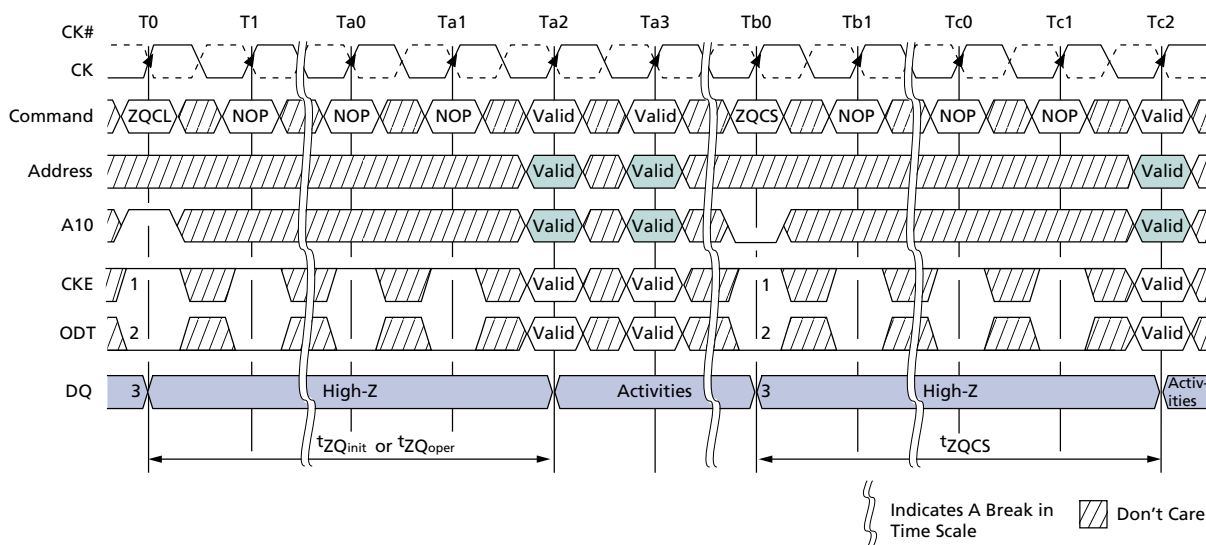 T0 T1 Ta0 Ta1 Ta2 Ta3 Tb0 Tb1 Tc0 Tc1 Tc2
CK#
CK
Command ZQCL NOP NOP NOP Valid Valid ZQCS NOP NOP NOP Valid
Address Valid Valid Valid
A10 Valid Valid Valid
CKE 1 Valid Valid 1 Valid
ODT 2 Valid Valid 2 Valid
DQ 3 High-Z Activities 3 High-Z Activ-
ities
tZQinit or tZQoper tZQCS
Indicates A Break in
Time Scale
Don't Care